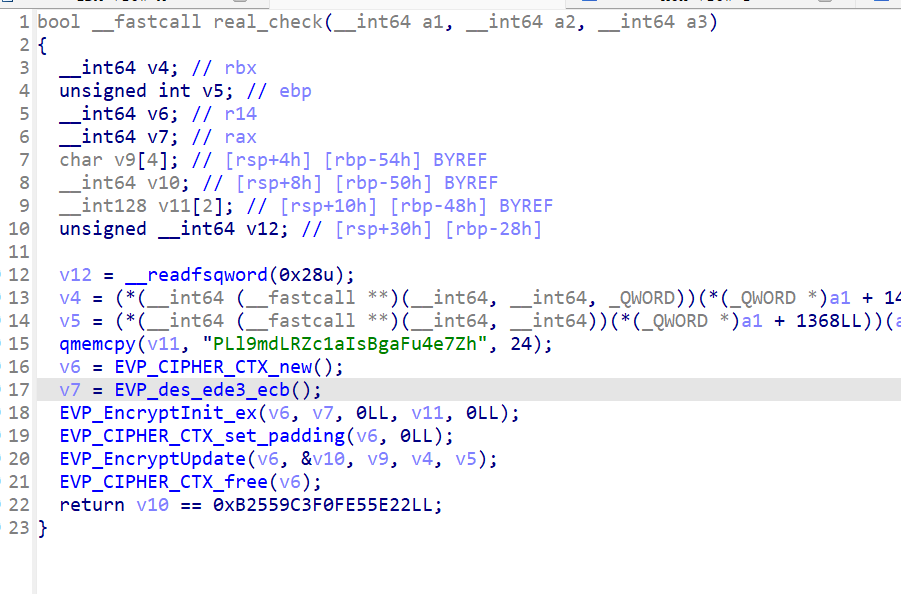 1 bool __fastcall real_check(__int64 a1, __int64 a2, __int64 a3)
2 {
3 __int64 v4; // rbx
4 unsigned int v5; // ebp
5 __int64 v6; // r14
6 __int64 v7; // rax
7 char v9[4]; // [rsp+4h] [rbp-54h] BYREF
8 __int64 v10; // [rsp+8h] [rbp-50h] BYREF
9 __int128 v11[2]; // [rsp+10h] [rbp-48h] BYREF
10 unsigned __int64 v12; // [rsp+30h] [rbp-28h]
11
12 v12 = __readfsqword(0x28u);
13 v4 = (*(__int64 (__fastcall **)(__int64, __int64, _QWORD))(*(_QWORD *)a1 + 14
14 v5 = (*(__int64 (__fastcall **)(__int64, __int64))(*(_QWORD *)a1 + 1368LL))(a
15 qmemcpy(v11, "PLl9mdLRZc1aIsBgaFu4e7Zh", 24);
16 v6 = EVP_CIPHER_CTX_new();
17 v7 = EVP_des_ede3_ecb();
18 EVP_EncryptInit_ex(v6, v7, 0LL, v11, 0LL);
19 EVP_CIPHER_CTX_set_padding(v6, 0LL);
20 EVP_EncryptUpdate(v6, &v10, v9, v4, v5);
21 EVP_CIPHER_CTX_free(v6);
22 return v10 == 0xB2559C3F0FE55E22LL;
23 }